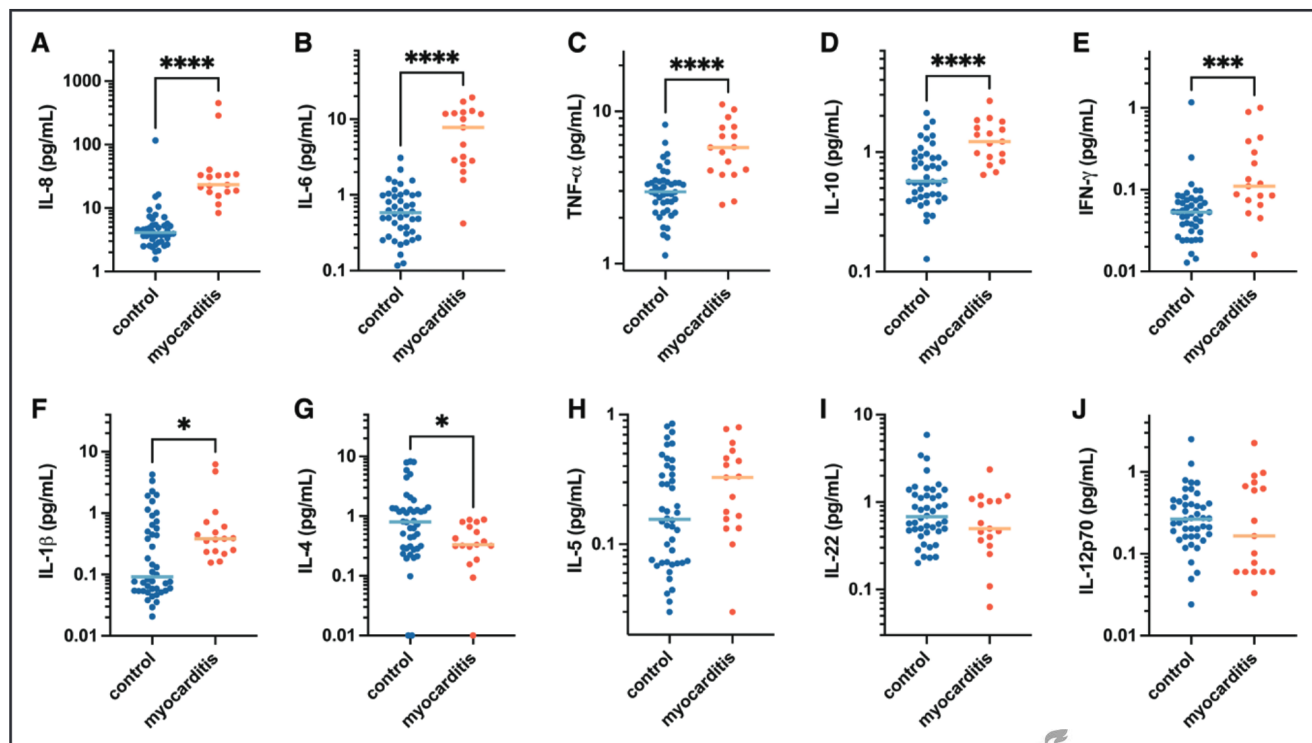 A
IL-8 (pg/mL)
1000
100
10
1
****
control
myocarditis
B
IL-6 (pg/mL)
10
1
0.1
****
control
myocarditis
C
TNF-α (pg/mL)
10
1
****
control
myocarditis
D
IL-10 (pg/mL)
1
0.1
****
control
myocarditis
E
IFN-γ (pg/mL)
1
0.1
0.01
***
control
myocarditis
F
IL-1β (pg/mL)
10
1
0.1
0.01
*
control
myocarditis
G
IL-4 (pg/mL)
10
1
0.1
0.01
*
control
myocarditis
H
IL-5 (pg/mL)
1
0.1
control
myocarditis
I
IL-22 (pg/mL)
10
1
0.1
control
myocarditis
J
IL-12p70 (pg/mL)
1
0.1
0.01
control
myocarditis